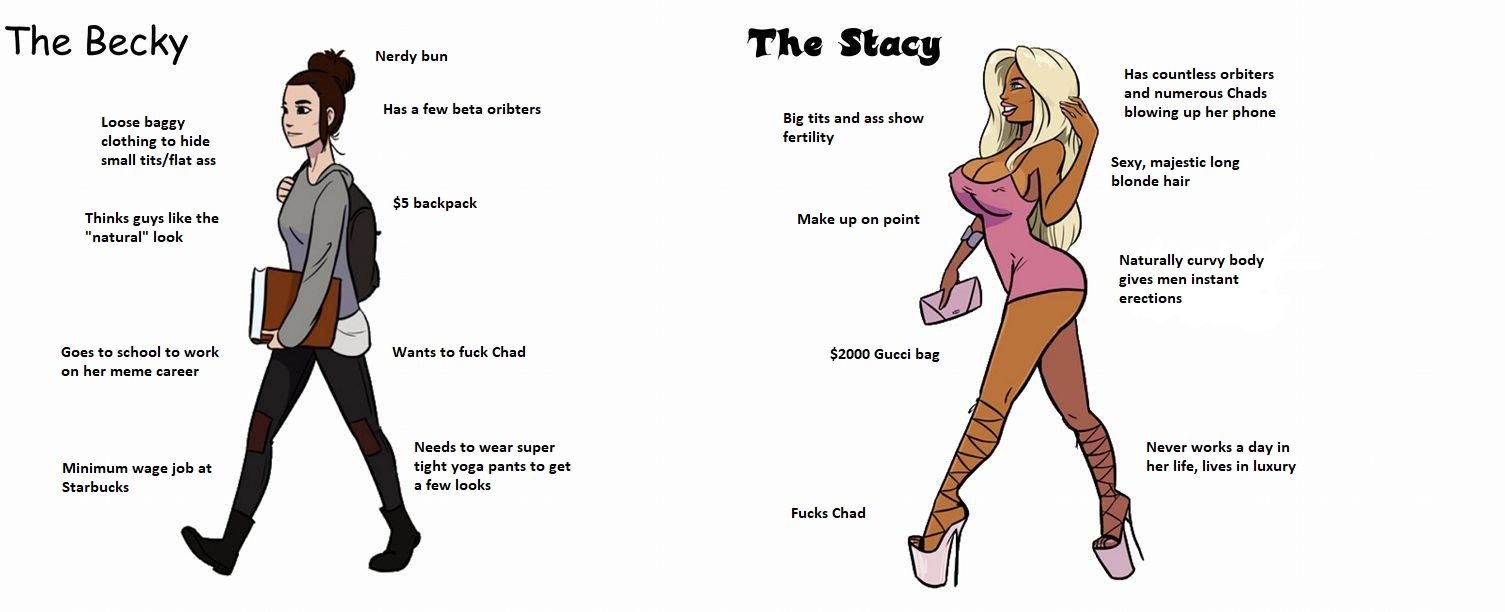 The Becky
Nerdy bun
Has a few beta oribters
Loose baggy
clothing to hide
small tits/flat ass
$5 backpack
Thinks guys like the
"natural" look
Goes to school to work
on her meme career
Wants to fuck Chad
Needs to wear super
tight yoga pants to get
a few looks
Minimum wage job at
Starbucks
The Stacy
Has countless orbiters
and numerous Chads
blowing up her phone
Big tits and ass show
fertility
Sexy, majestic long
blonde hair
Make up on point
Naturally curvy body
gives men instant
erections
$2000 Gucci bag
Never works a day in
her life, lives in luxury
Fucks Chad